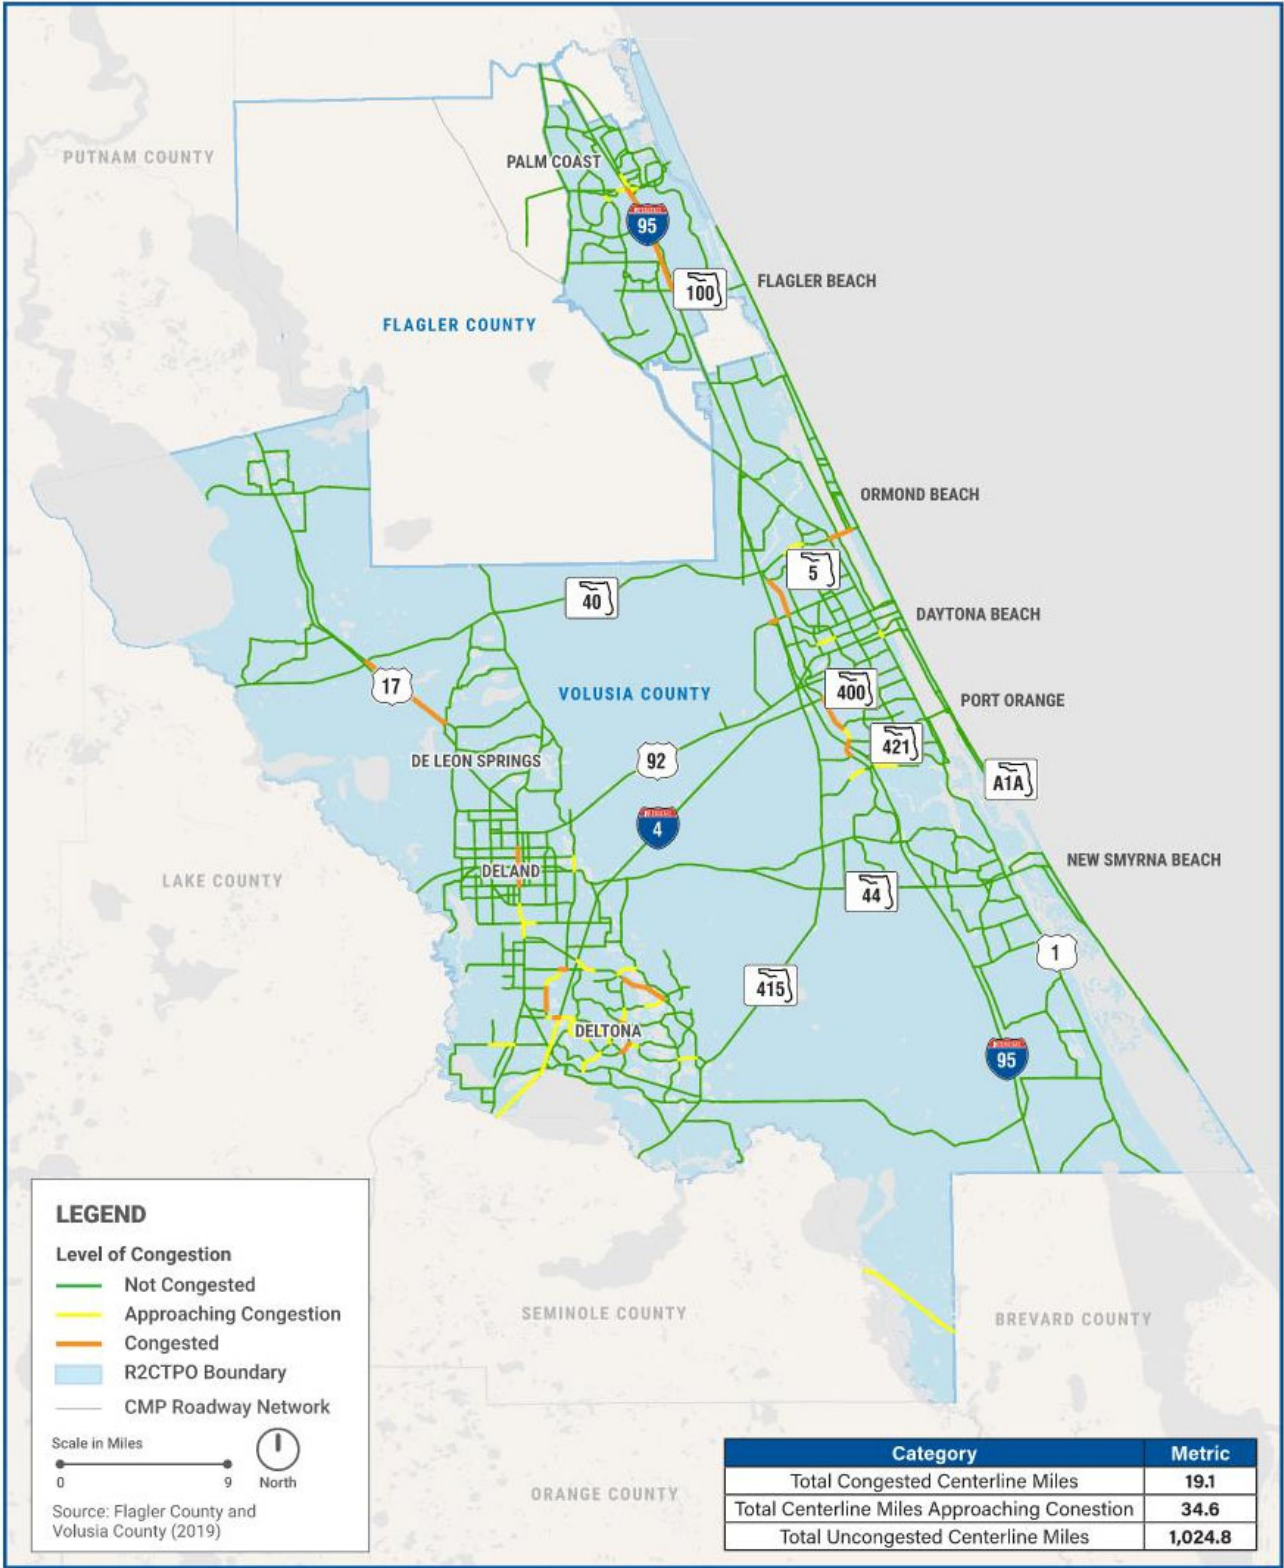 PUTNAM COUNTY
PALM COAST
95
100
FLAGLER BEACH
FLAGLER COUNTY
ORMOND BEACH
5
40
DAYTONA BEACH
17
VOLUSIA COUNTY
400
PORT ORANGE
421
DE LEON SPRINGS
92
A1A
4
NEW SMYRNA BEACH
DELAND
LAKE COUNTY
44
1
415
DELTONA
95
LEGEND
Level of Congestion
Not Congested
Approaching Congestion
Congested
R2CTPO Boundary
CMP Roadway Network
Scale in Miles
0 9 North
Source: Flagler County and
Volusia County (2019)
SEMINOLE COUNTY
BREVARD COUNTY
ORANGE COUNTY
Category Metric
Total Congested Centerline Miles 19.1
Total Centerline Miles Approaching Conestion 34.6
Total Uncongested Centerline Miles 1,024.8